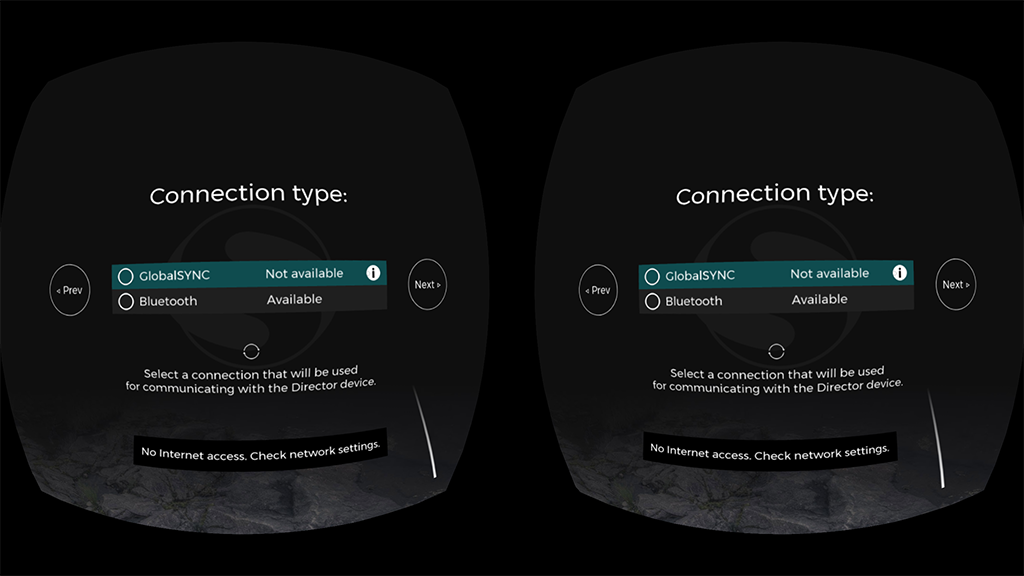 Connection type:
GlobalSYNC Not available i
Bluetooth Available
◃ Prev
Next ▹
Select a connection that will be used
for communicating with the Director device.
No Internet access. Check network settings.
Connection type:
GlobalSYNC Not available i
Bluetooth Available
◃ Prev
Next ▹
Select a connection that will be used
for communicating with the Director device.
No Internet access. Check network settings.